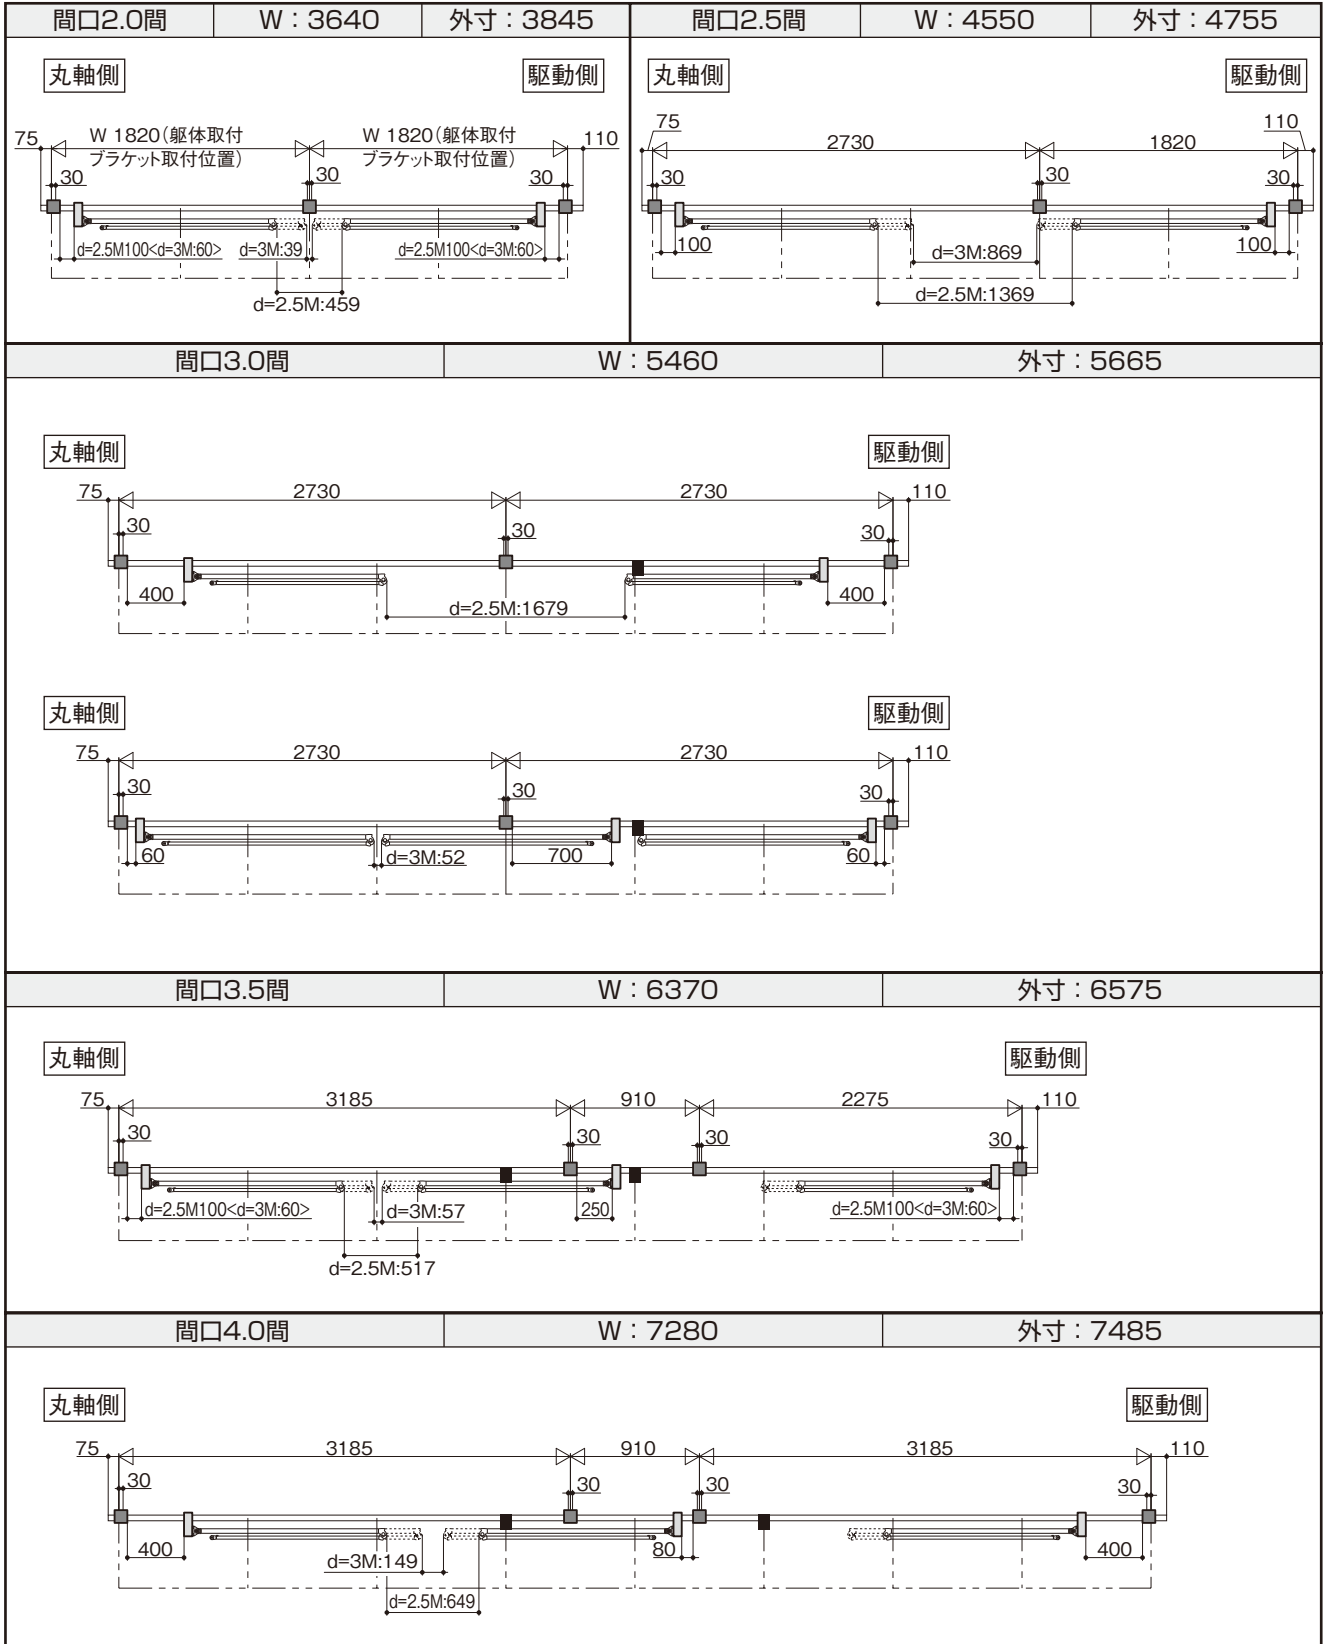 間口2.0間 W：3640 外寸：3845
丸軸側 駆動側
75 W 1820（躯体取付 W 1820（躯体取付 110
ブラケット取付位置） ブラケット取付位置）
30 30 30
d=2.5M100<d=3M:60> d=3M:39 d=2.5M100<d=3M:60>
d=2.5M:459
間口2.5間 W：4550 外寸：4755
丸軸側 駆動側
75 110
2730 1820
30 30 30
100 d=3M:869 100
d=2.5M:1369
間口3.0間 W：5460 外寸：5665
丸軸側 駆動側
75 2730 2730 110
30 30 30
400 d=2.5M:1679 400
丸軸側 駆動側
75 2730 2730 110
30 30 30
60 d=3M:52 700 60
間口3.5間 W：6370 外寸：6575
丸軸側 駆動側
75 3185 910 2275 110
30 30 30 30
d=2.5M100<d=3M:60> d=3M:57 250 d=2.5M100<d=3M:60>
d=2.5M:517
間口4.0間 W：7280 外寸：7485
丸軸側 駆動側
75 3185 910 3185 110
30 30 30 30
400 d=3M:149 80 400
d=2.5M:649